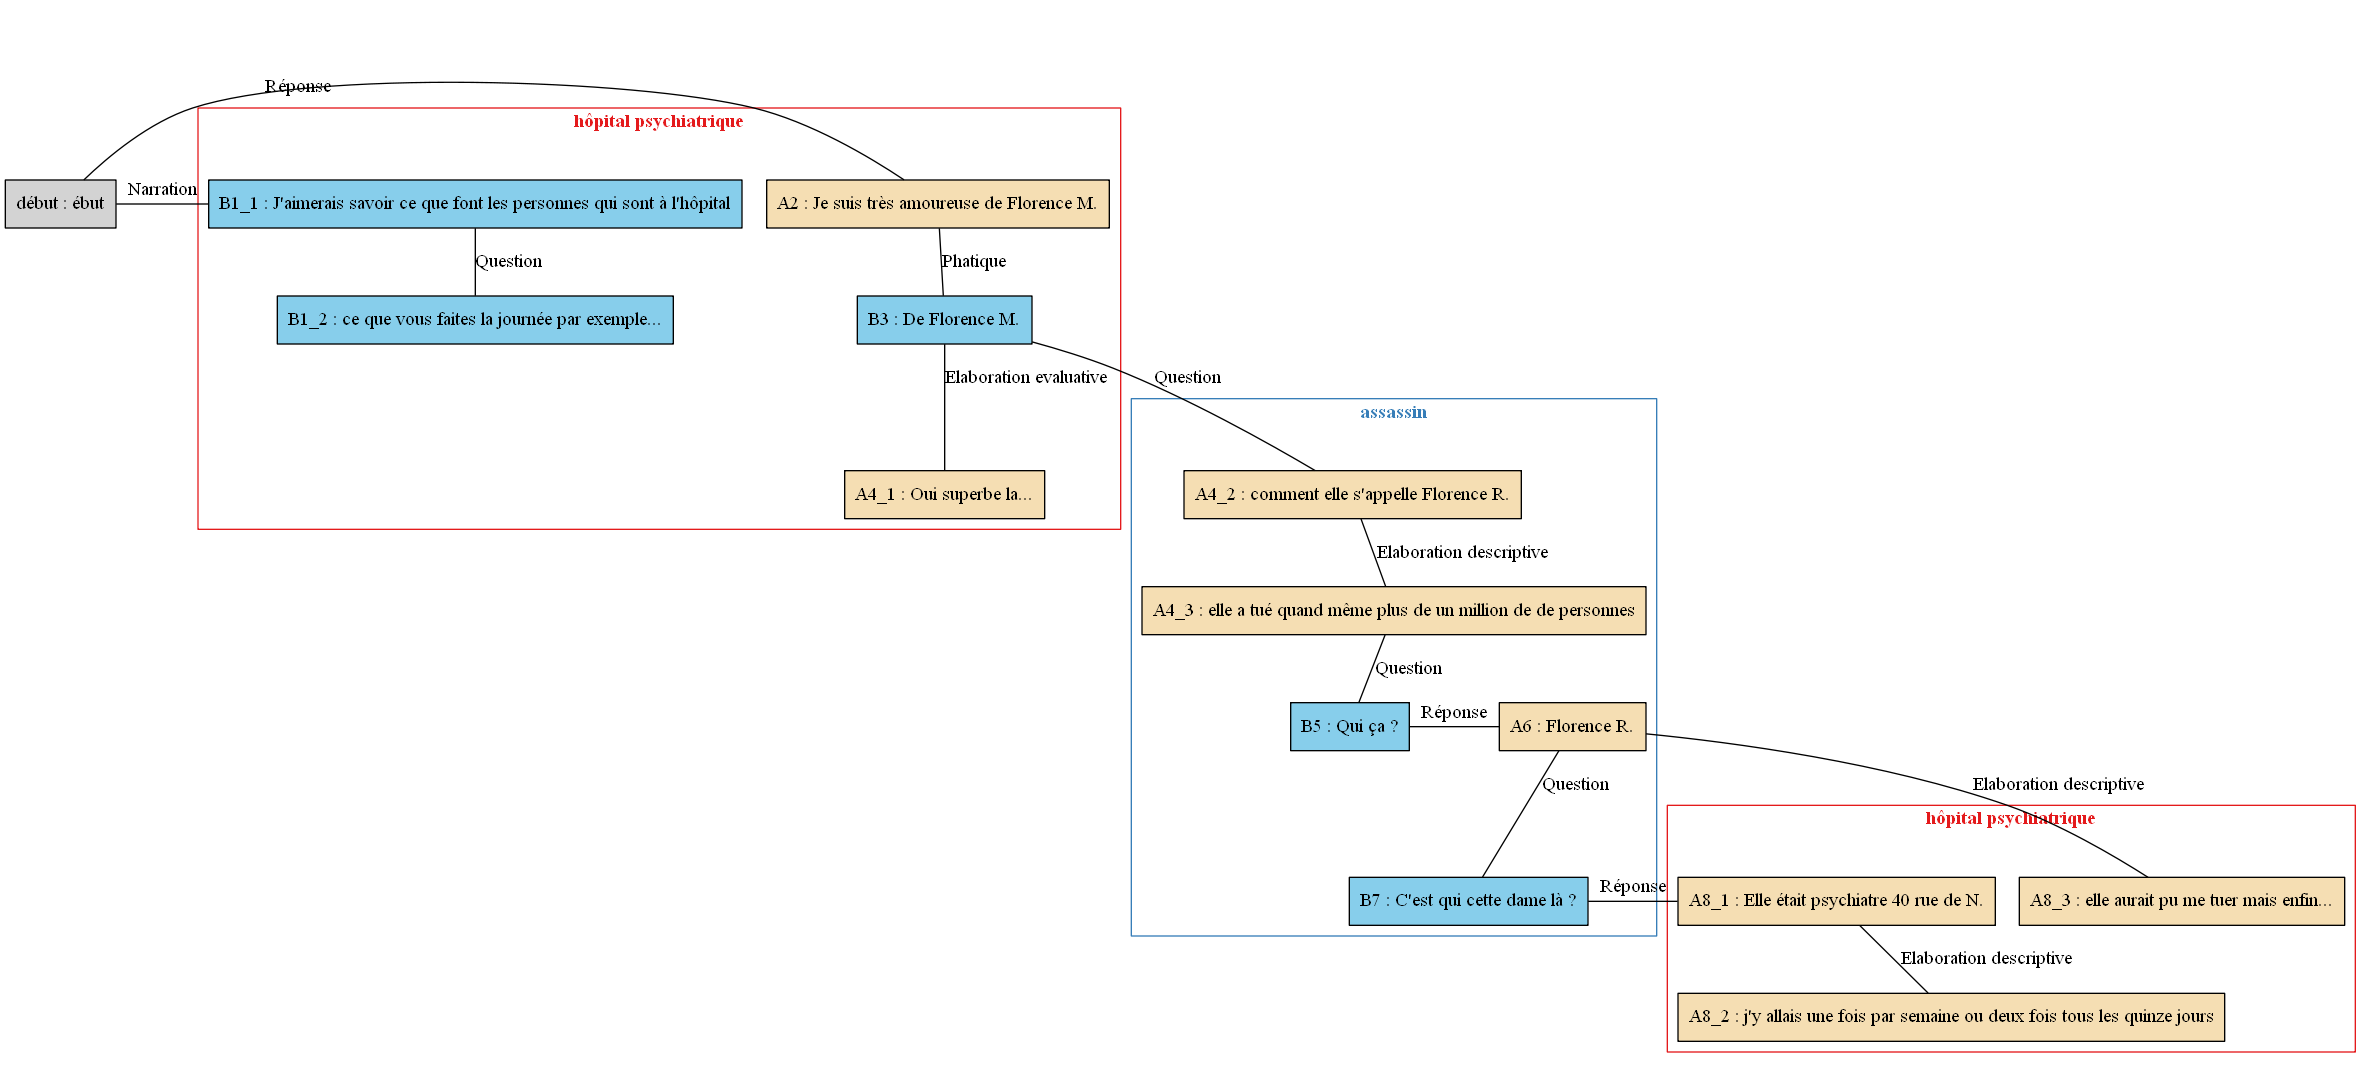 Réponse
hôpital psychiatrique
Narration
début : ébut
B1_1 : J'aimerais savoir ce que font les personnes qui sont à l'hôpital
A2 : Je suis très amoureuse de Florence M.
Question
Phatique
B1_2 : ce que vous faites la journée par exemple...
B3 : De Florence M.
Elaboration evaluative
Question
assassin
A4_1 : Oui superbe la...
A4_2 : comment elle s'appelle Florence R.
Elaboration descriptive
A4_3 : elle a tué quand même plus de un million de de personnes
Question
B5 : Qui ça ?
Réponse
A6 : Florence R.
Question
Elaboration descriptive
hôpital psychiatrique
B7 : C'est qui cette dame là ?
Réponse
A8_1 : Elle était psychiatre 40 rue de N.
A8_3 : elle aurait pu me tuer mais enfin...
Elaboration descriptive
A8_2 : j'y allais une fois par semaine ou deux fois tous les quinze jours